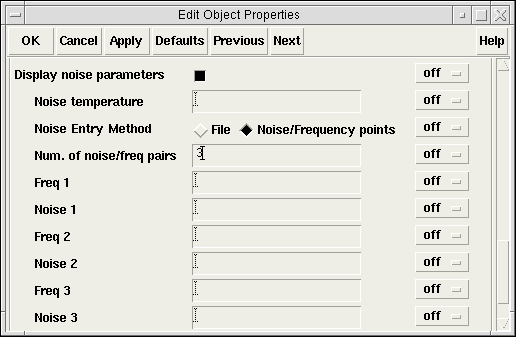 Edit Object Properties
OK Cancel Apply Defaults Previous Next Help
Display noise parameters off
Noise temperature off
Noise Entry Method File Noise/Frequency points off
Num. of noise/freq pairs 3 off
Freq 1 off
Noise 1 off
Freq 2 off
Noise 2 off
Freq 3 off
Noise 3 off